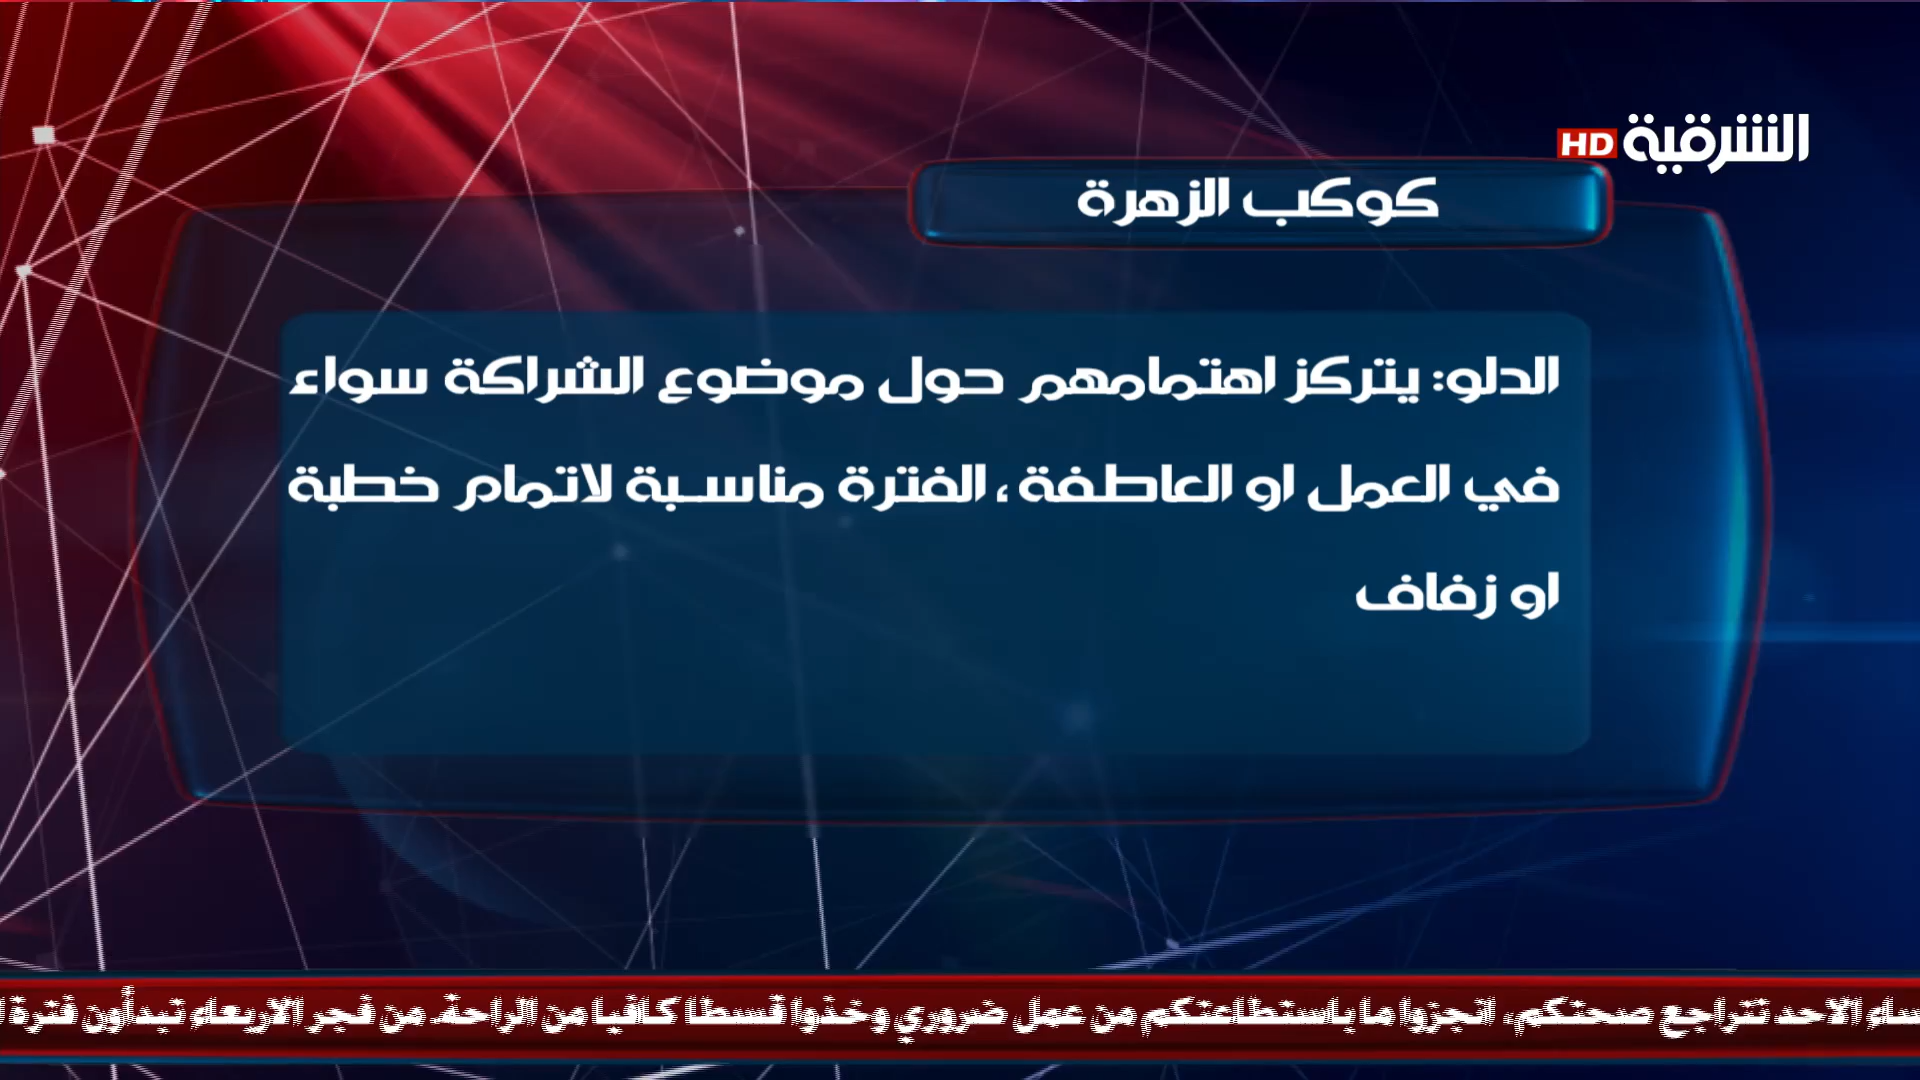 الشرقية HD
كوكب الزهرة
الدلو: يتركز اهتمامهم حول موضوع الشراكة سواء
في العمل او العاطفة، الفترة مناسبة لاتمام خطبة
او زفاف
الاحد تتراجع صحتكم، انجزوا ما باستطاعتكم من عمل ضروري وخذوا قسطا كافيا من الراحة. من فجر الاربعاء تبدأون فترة